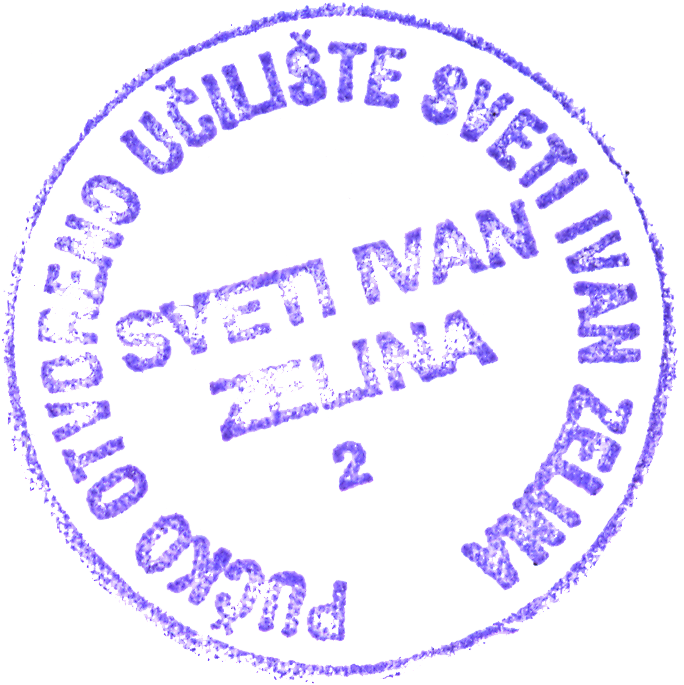 PUČKO OTVORENO UČILIŠTE SVETI IVAN ZELINA
SVETI IVAN
ZELINA
2